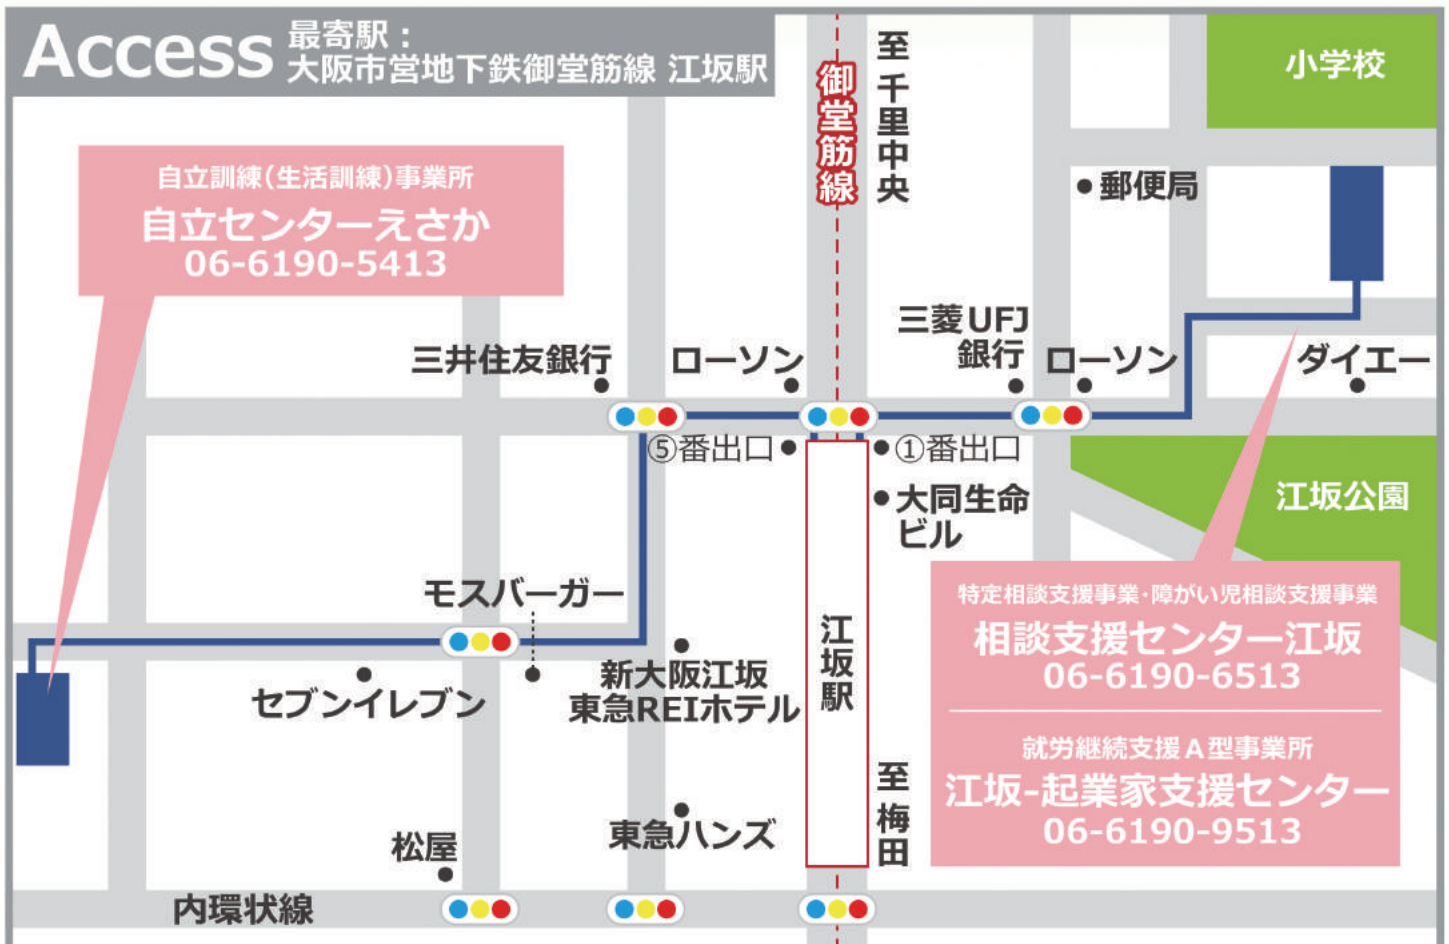 Access
最寄駅：
大阪市営地下鉄御堂筋線 江坂駅
御堂筋線
至 千里中央
小学校
自立訓練（生活訓練）事業所
自立センターえさか
06-6190-5413
●郵便局
三井住友銀行
ローソン
三菱UFJ
銀行
ローソン
ダイエー
⑤番出口●
●①番出口
●大同生命
ビル
江坂公園
モスバーガー
セブンイレブン
新大阪江坂
東急REIホテル
江坂駅
特定相談支援事業・障がい児相談支援事業
相談支援センター江坂
06-6190-6513
就労継続支援A型事業所
江坂-起業家支援センター
06-6190-9513
至 梅田
東急ハンズ
松屋
内環状線